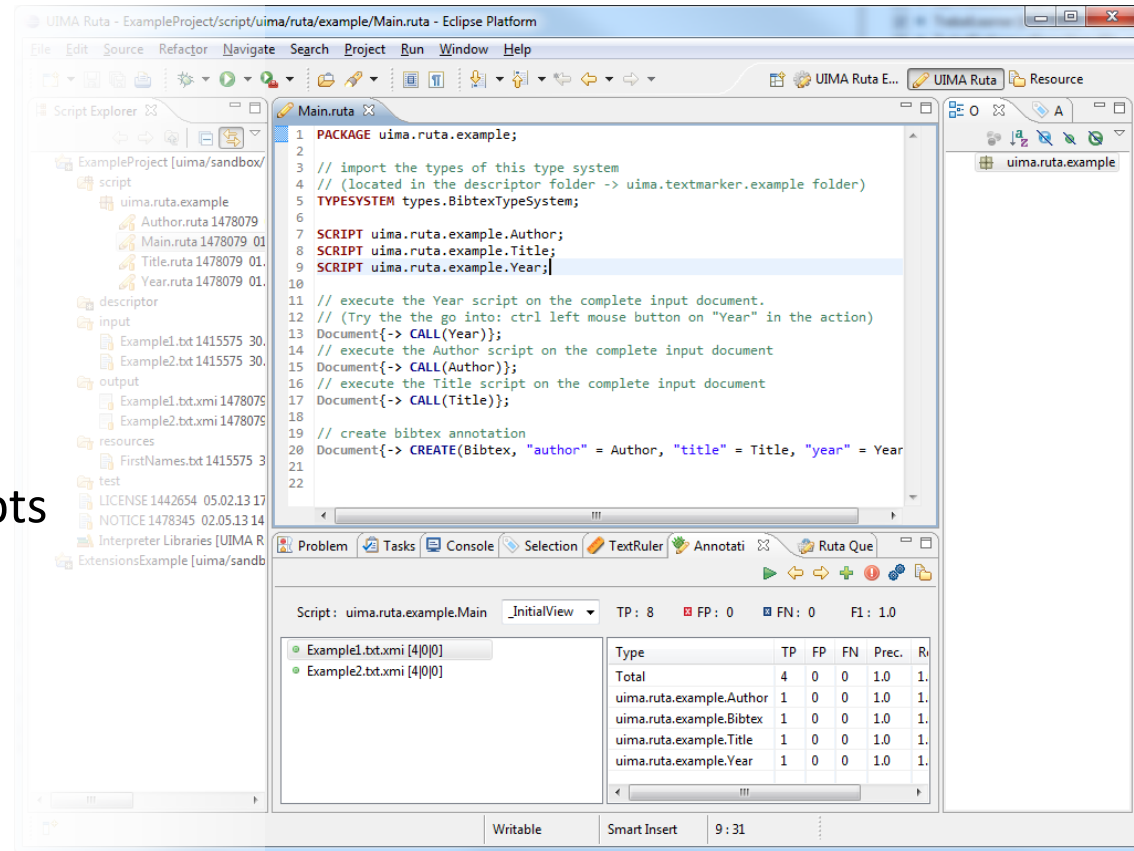 UIMA Ruta - ExampleProject/script/uima/ruta/example/Main.ruta - Eclipse Platform
File Edit Source Refactor Navigate Search Project Run Window Help
UIMA Ruta E... UIMA Ruta Resource
Script Explorer
ExampleProject [uima/sandbox/
script
uima.ruta.example
Author.ruta 1478079
Main.ruta 1478079 01
Title.ruta 1478079 01.
Year.ruta 1478079 01.
descriptor
input
Example1.txt 1415575 30.
Example2.txt 1415575 30.
output
Example1.txt.xmi 1478079
Example2.txt.xmi 1478079
resources
FirstNames.txt 1415575 3
test
LICENSE 1442654 05.02.13 17
NOTICE 1478345 02.05.13 14
Interpreter Libraries [UIMA R
ExtensionsExample [uima/sandb
pts
Main.ruta
1 PACKAGE uima.ruta.example;
2
3 // import the types of this type system
4 // (located in the descriptor folder -> uima.textmarker.example folder)
5 TYPESYSTEM types.BibtexTypeSystem;
6
7 SCRIPT uima.ruta.example.Author;
8 SCRIPT uima.ruta.example.Title;
9 SCRIPT uima.ruta.example.Year;
10
11 // execute the Year script on the complete input document.
12 // (Try the the go into: ctrl left mouse button on "Year" in the action)
13 Document{-> CALL(Year)};
14 // execute the Author script on the complete input document
15 Document{-> CALL(Author)};
16 // execute the Title script on the complete input document
17 Document{-> CALL(Title)};
18
19 // create bibtex annotation
20 Document{-> CREATE(Bibtex, "author" = Author, "title" = Title, "year" = Year
21
22
O A
uima.ruta.example
Problem Tasks Console Selection TextRuler Annotati Ruta Que
Script: uima.ruta.example.Main _InitialView TP: 8 FP: 0 FN: 0 F1: 1.0
Example1.txt.xmi [4|0|0]
Example2.txt.xmi [4|0|0]
Type TP FP FN Prec. Re
Total 4 0 0 1.0 1.
uima.ruta.example.Author 1 0 0 1.0 1.
uima.ruta.example.Bibtex 1 0 0 1.0 1.
uima.ruta.example.Title 1 0 0 1.0 1.
uima.ruta.example.Year 1 0 0 1.0 1.
Writable Smart Insert 9 : 31